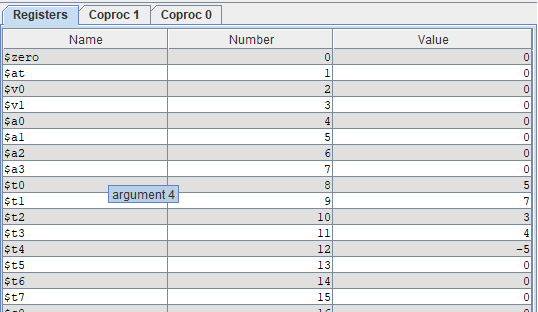 Registers Coproc 1 Coproc 0
Name Number Value
$zero 0 0
$at 1 0
$v0 2 0
$v1 3 0
$a0 4 0
$a1 5 0
$a2 6 0
$a3 7 0
$t0 8 5
argument 4
$t1 9 7
$t2 10 3
$t3 11 4
$t4 12 -5
$t5 13 0
$t6 14 0
$t7 15 0